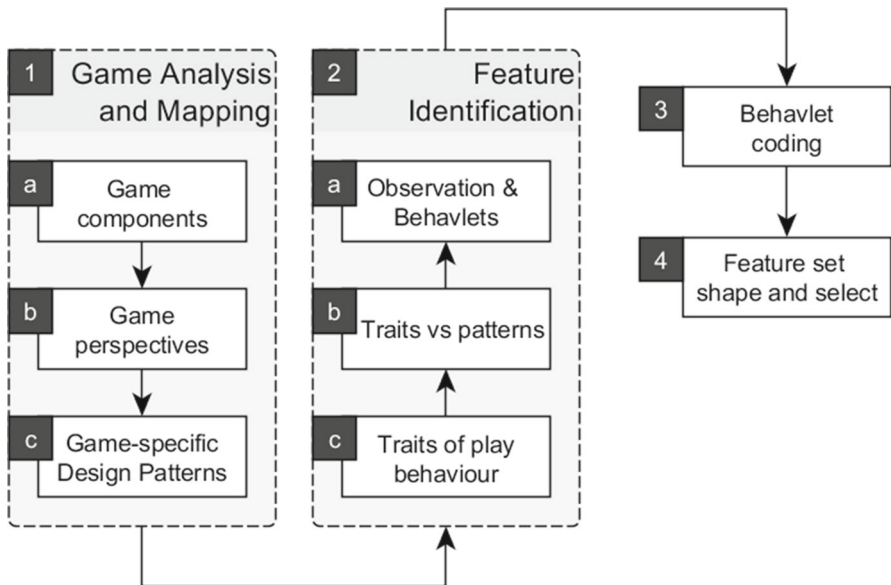 1
Game Analysis
and Mapping
a
Game
components
b
Game
perspectives
c
Game-specific
Design Patterns
2
Feature
Identification
a
Observation &
Behavlets
b
Traits vs patterns
c
Traits of play
behaviour
3
Behavlet
coding
4
Feature set
shape and select